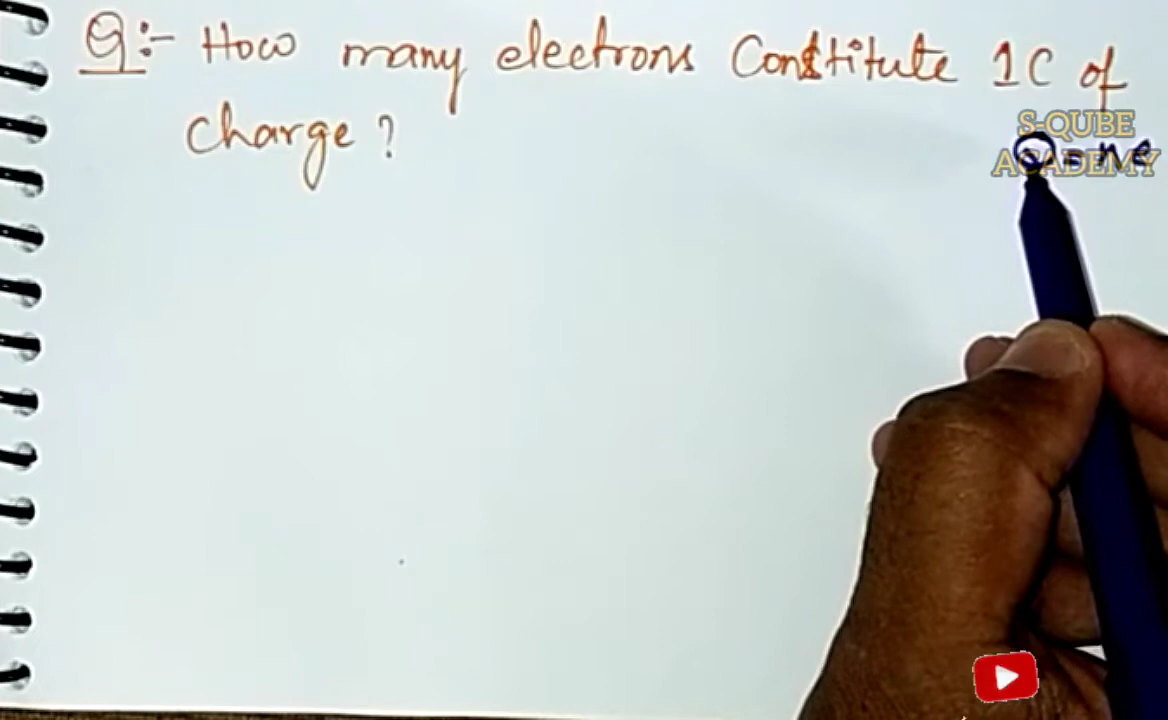 Q:- How many electrons Constitute 1C of
S-QUBE
charge?
Q=ne
ACADEMY